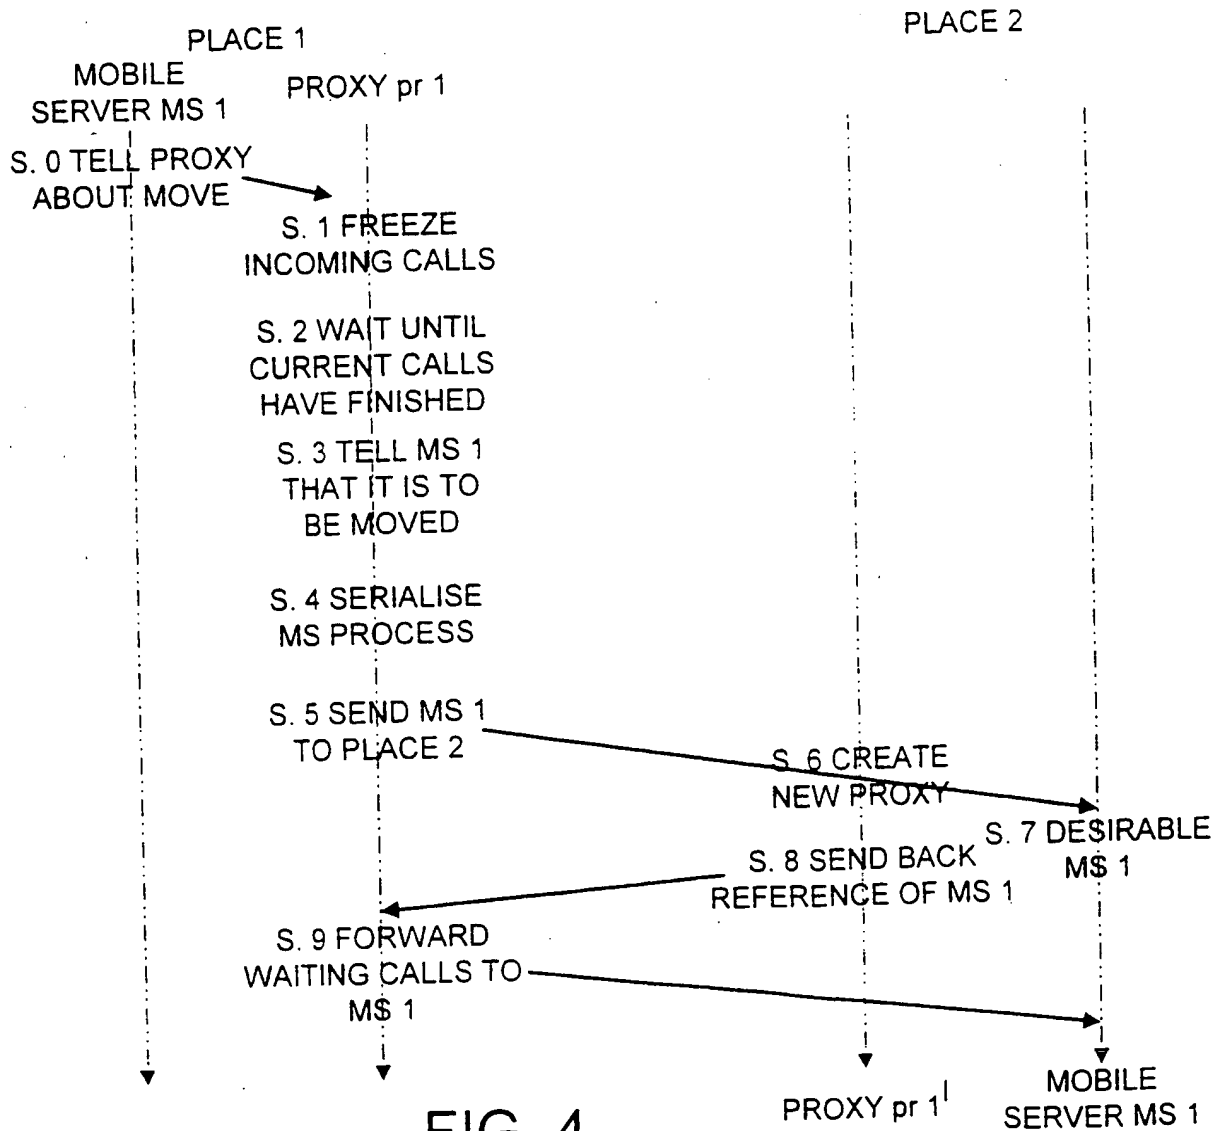 PLACE 1
PLACE 2
MOBILE
SERVER MS 1
PROXY pr 1
S. 0 TELL PROXY
ABOUT MOVE
S. 1 FREEZE
INCOMING CALLS
S. 2 WAIT UNTIL
CURRENT CALLS
HAVE FINISHED
S. 3 TELL MS 1
THAT IT IS TO
BE MOVED
S. 4 SERIALISE
MS PROCESS
S. 5 SEND MS 1
TO PLACE 2
S. 6 CREATE
NEW PROXY
S. 7 DESIRABLE
MS 1
S. 8 SEND BACK
REFERENCE OF MS 1
S. 9 FORWARD
WAITING CALLS TO
MS 1
PROXY pr 1'
MOBILE
SERVER MS 1
FIG. 4